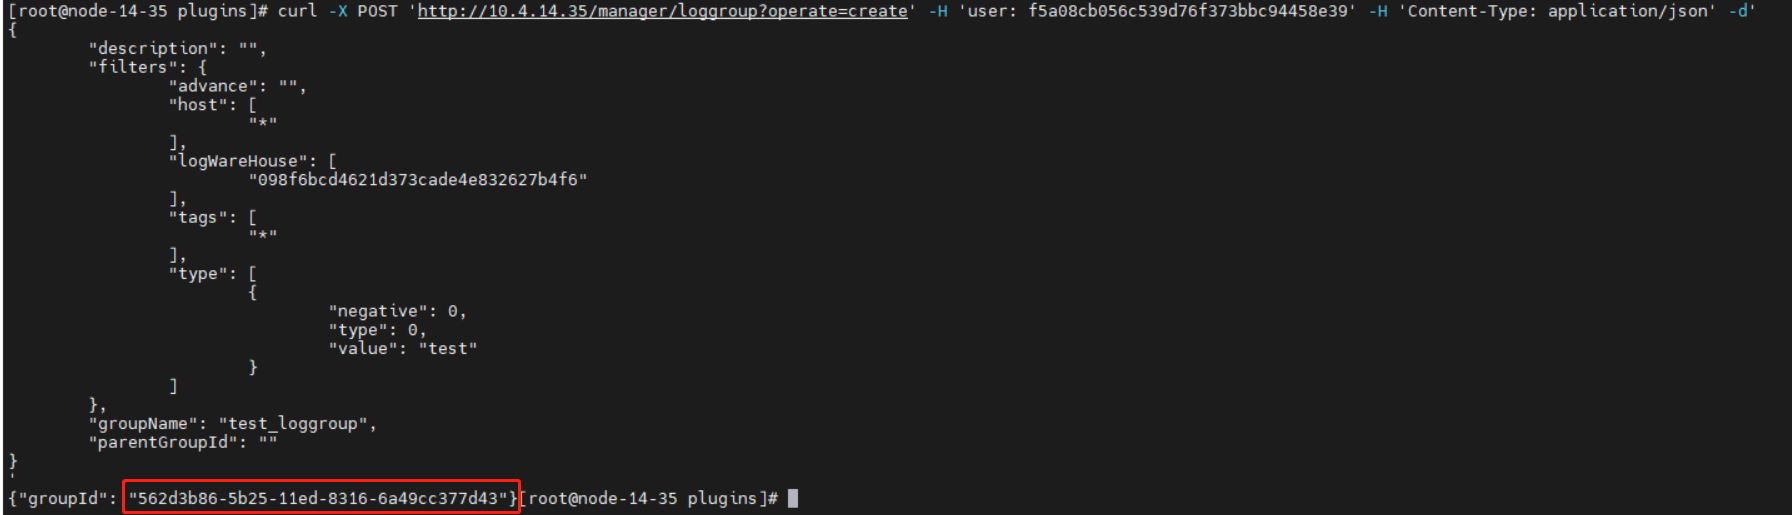 [root@node-14-35 plugins]# curl -X POST 'http://10.4.14.35/manager/loggroup?operate=create' -H 'user: f5a08cb056c539d76f373bbc94458e39' -H 'Content-Type: application/json' -d'
{
"description": "",
"filters": {
"advance": "",
"host": [
"*"
],
"logWareHouse": [
"098f6bcd4621d373cade4e832627b4f6"
],
"tags": [
"*"
],
"type": [
{
"negative": 0,
"type": 0,
"value": "test"
}
]
},
"groupName": "test_loggroup",
"parentGroupId": ""
}
'
{"groupId": "562d3b86-5b25-11ed-8316-6a49cc377d43"}[root@node-14-35 plugins]#